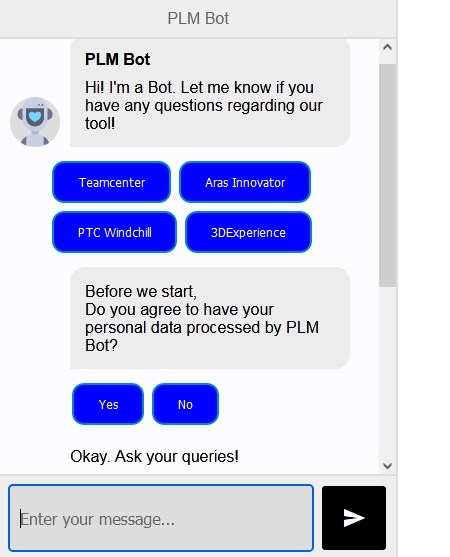 PLM Bot
PLM Bot
Hi! I'm a Bot. Let me know if you
have any questions regarding our
tool!
Teamcenter
Aras Innovator
PTC Windchill
3DExperience
Before we start,
Do you agree to have your
personal data processed by PLM
Bot?
Yes
No
Okay. Ask your queries!
Enter your message...